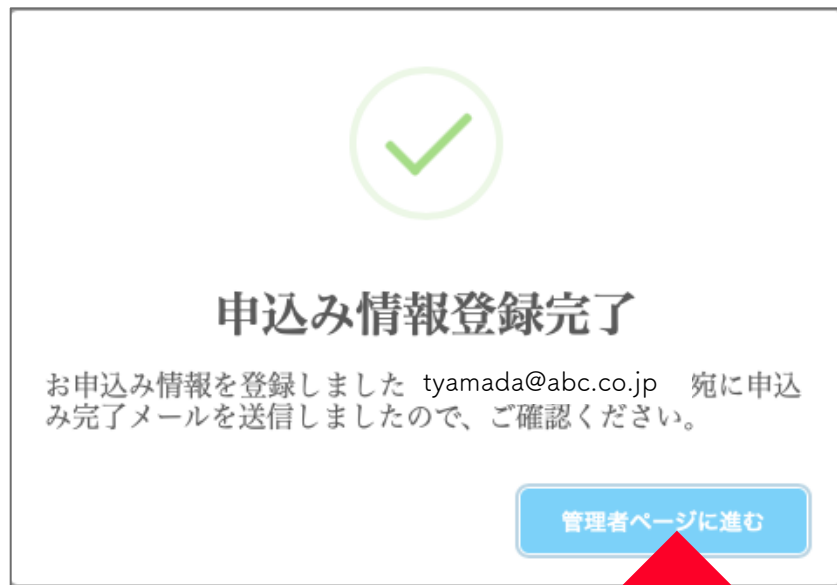 申込み情報登録完了
お申込み情報を登録しました tyamada@abc.co.jp 宛に申込
み完了メールを送信しましたので、ご確認ください。
管理者ページに進む